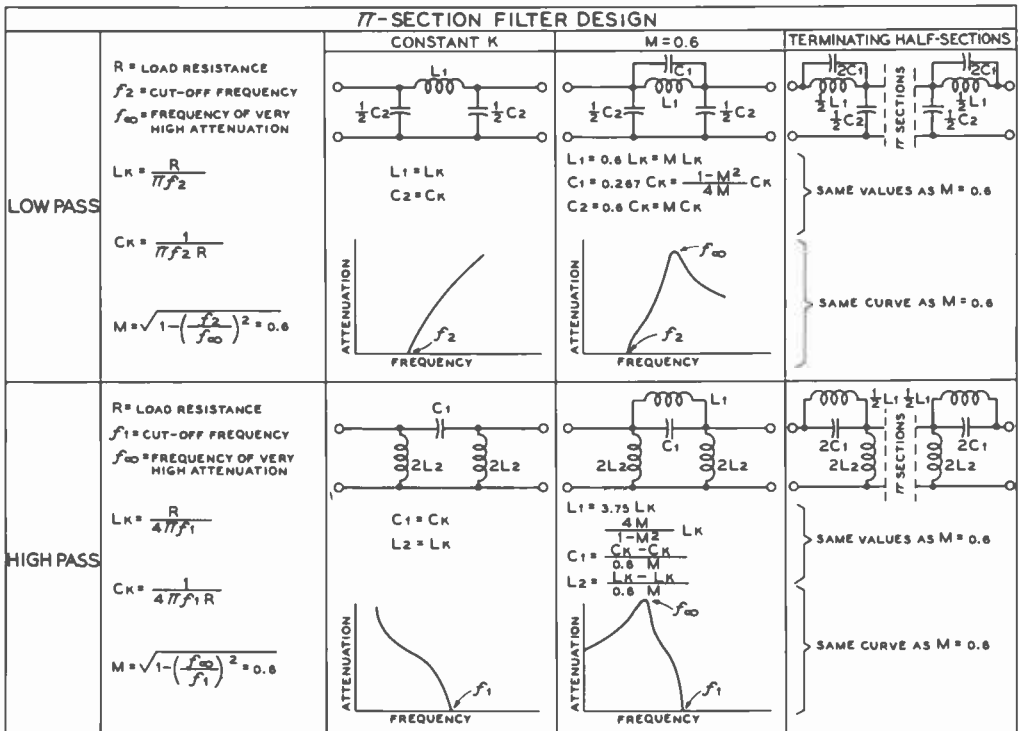 π-SECTION FILTER DESIGN
CONSTANT K
M = 0.6
TERMINATING HALF-SECTIONS
LOW PASS
R = LOAD RESISTANCE
f2 = CUT-OFF FREQUENCY
f∞ = FREQUENCY OF VERY
HIGH ATTENUATION
LK = R / πf2
CK = 1 / πf2 R
M = √1-(f2/f∞)² = 0.6
L1
½C2
½C2
L1 = LK
C2 = CK
ATTENUATION
f2
FREQUENCY
C1
L1
½C2
½C2
L1 = 0.6 LK = M LK
C1 = 0.267 CK = 1-M²/4M CK
C2 = 0.6 CK = M CK
ATTENUATION
f∞
f2
FREQUENCY
2C1
½L1
½C2
π SECTIONS
2C1
½L1
½C2
SAME VALUES AS M = 0.6
SAME CURVE AS M = 0.6
HIGH PASS
R = LOAD RESISTANCE
f1 = CUT-OFF FREQUENCY
f∞ = FREQUENCY OF VERY
HIGH ATTENUATION
LK = R / 4πf1
CK = 1 / 4πf1 R
M = √1-(f∞/f1)² = 0.6
C1
2L2
2L2
C1 = CK
L2 = LK
ATTENUATION
f1
FREQUENCY
L1
C1
2L2
2L2
L1 = 3.75 LK
4M/1-M² LK
C1 = CK - CK / 0.6 M
L2 = LK - LK / 0.6 M
ATTENUATION
f∞
f1
FREQUENCY
½L1 ½L1
2C1
2L2
π SECTIONS
2C1
2L2
SAME VALUES AS M = 0.6
SAME CURVE AS M = 0.6